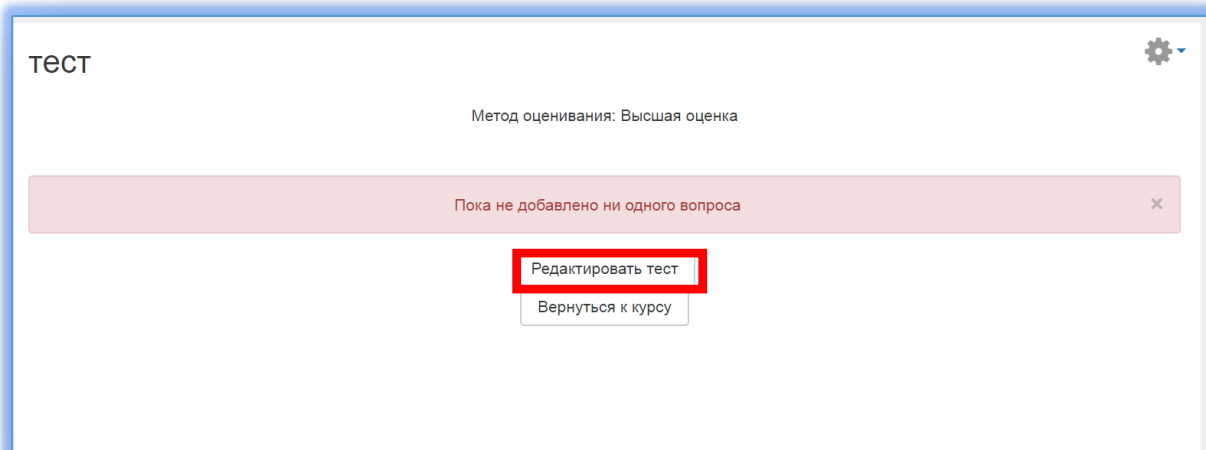 тест
Метод оценивания: Высшая оценка
Пока не добавлено ни одного вопроса
Редактировать тест
Вернуться к курсу